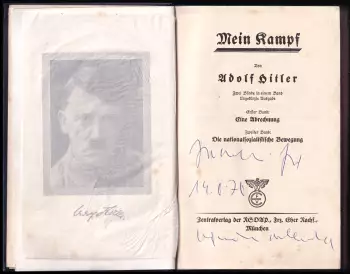 Mein Kampf
Von
Adolf Hitler
Zwei Bände in einem Band
Ungekürzte Ausgabe
Erster Band:
Eine Abrechnung
Zweiter Band:
Die nationalsozialistische Bewegung
Zentralverlag der NSDAP., Frz. Eher Nachf.,
München